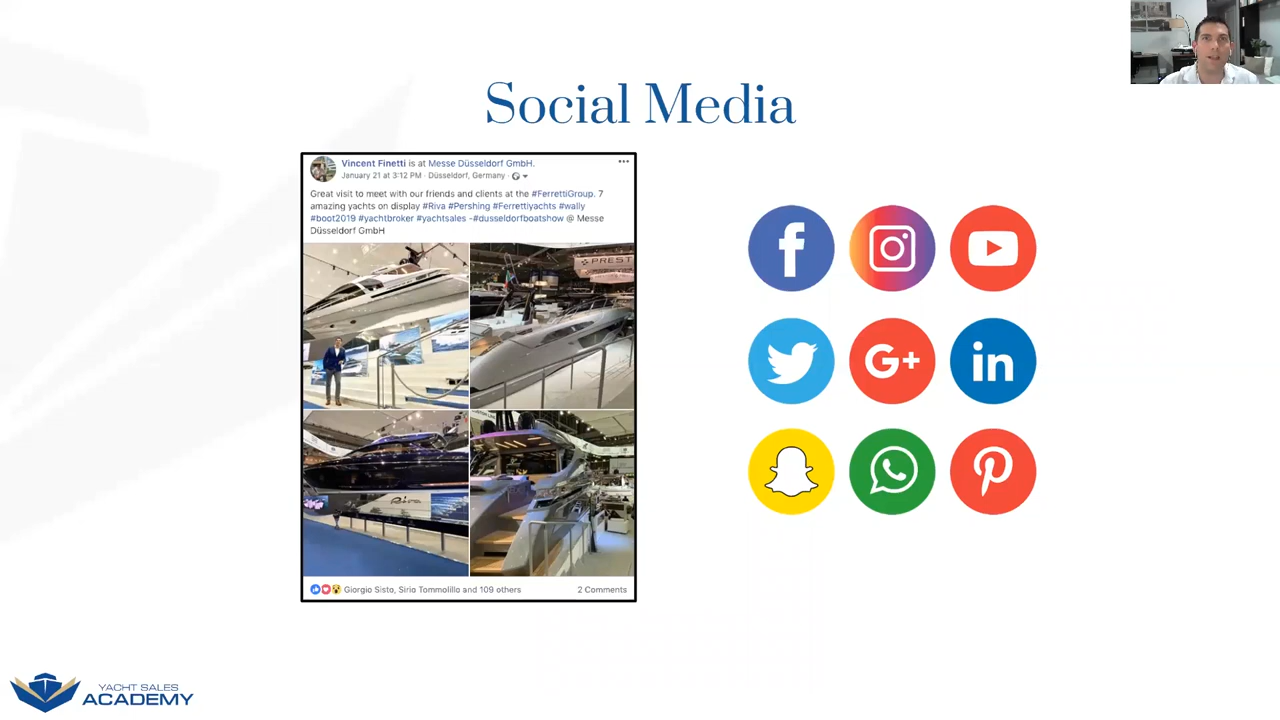 Social Media
Vincent Finetti is at Messe Düsseldorf GmbH.
January 21 at 3:12 PM · Düsseldorf, Germany ·
Great visit to meet with our friends and clients at the #FerrettiGroup. 7
amazing yachts on display #Riva #Pershing #Ferrettiyachts #wally
#boot2019 #yachtbroker #yachtsales -#dusseldorfboatshow @ Messe
Düsseldorf GmbH
PREST
Giorgio Sisto, Sirio Tommolillo and 109 others
2 Comments
G+
in
YACHT SALES
ACADEMY